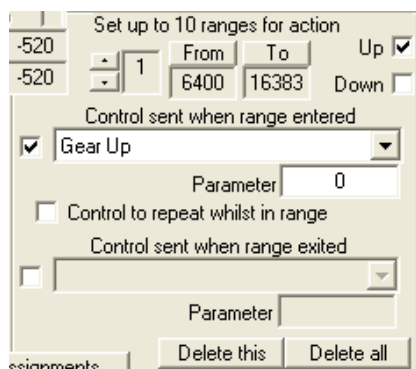 Set up to 10 ranges for action
-520
1 From To Up
-520
6400 16383 Down
Control sent when range entered
Gear Up
Parameter 0
Control to repeat whilst in range
Control sent when range exited
Parameter
Delete this Delete all